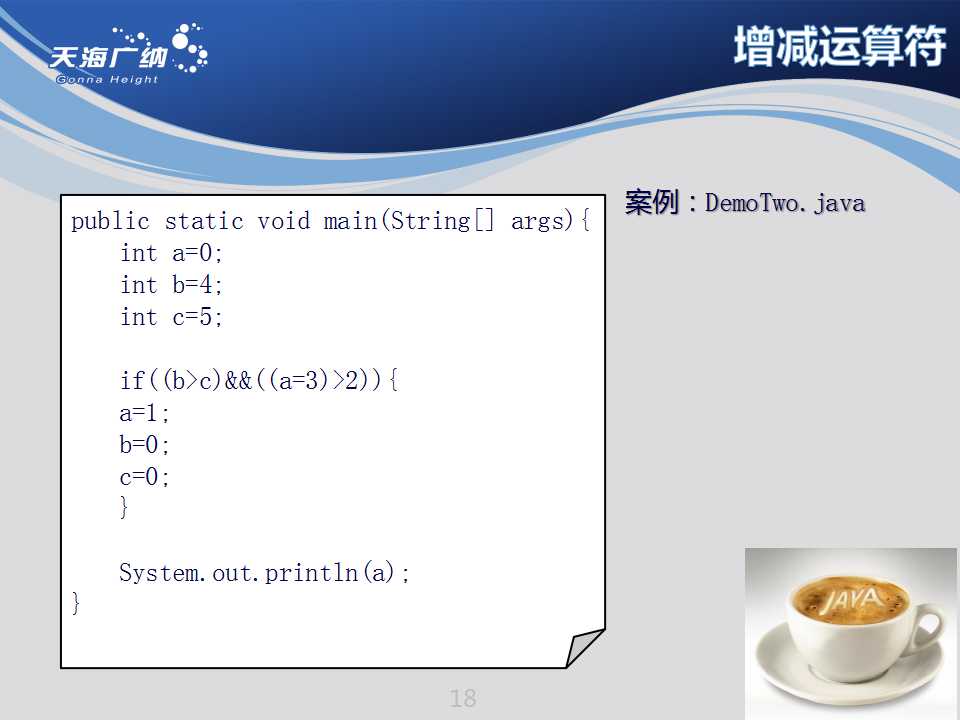 天海广纳
Gonna Height
增减运算符
案例：DemoTwo.java
public static void main(String[] args){
int a=0;
int b=4;
int c=5;
if((b>c)&&((a=3)>2)){
a=1;
b=0;
c=0;
}
System.out.println(a);
}
JAVA
18